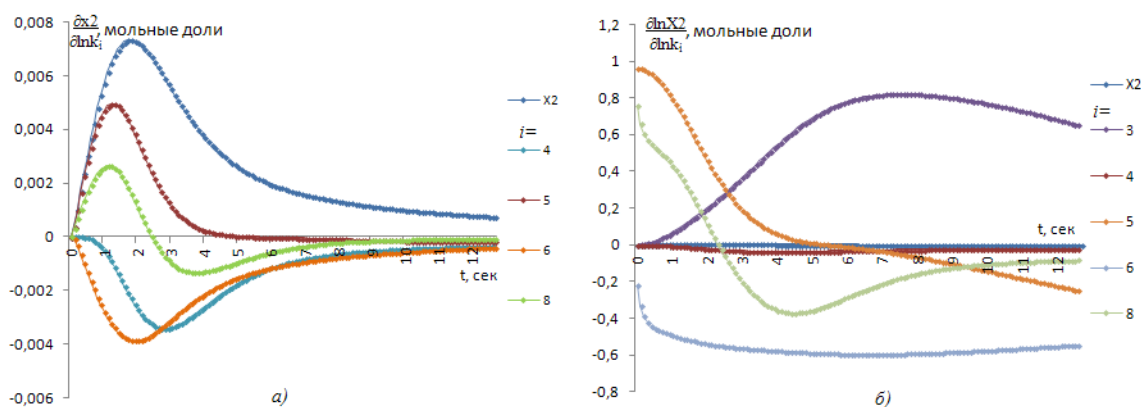 ∂x2
∂lnkᵢ
, мольные доли
0,008
0,006
0,004
0,002
0
-0,002
-0,004
-0,006
0 1 2 3 4 5 6 7 8 9 10 11 12
t, сек
X2
i=
4
5
6
8
а)
∂lnX2
∂lnkᵢ
, мольные доли
1,2
1
0,8
0,6
0,4
0,2
0
-0,2
-0,4
-0,6
-0,8
0 1 2 3 4 5 6 7 8 9 10 11 12
t, сек
X2
i=
3
4
5
6
8
б)